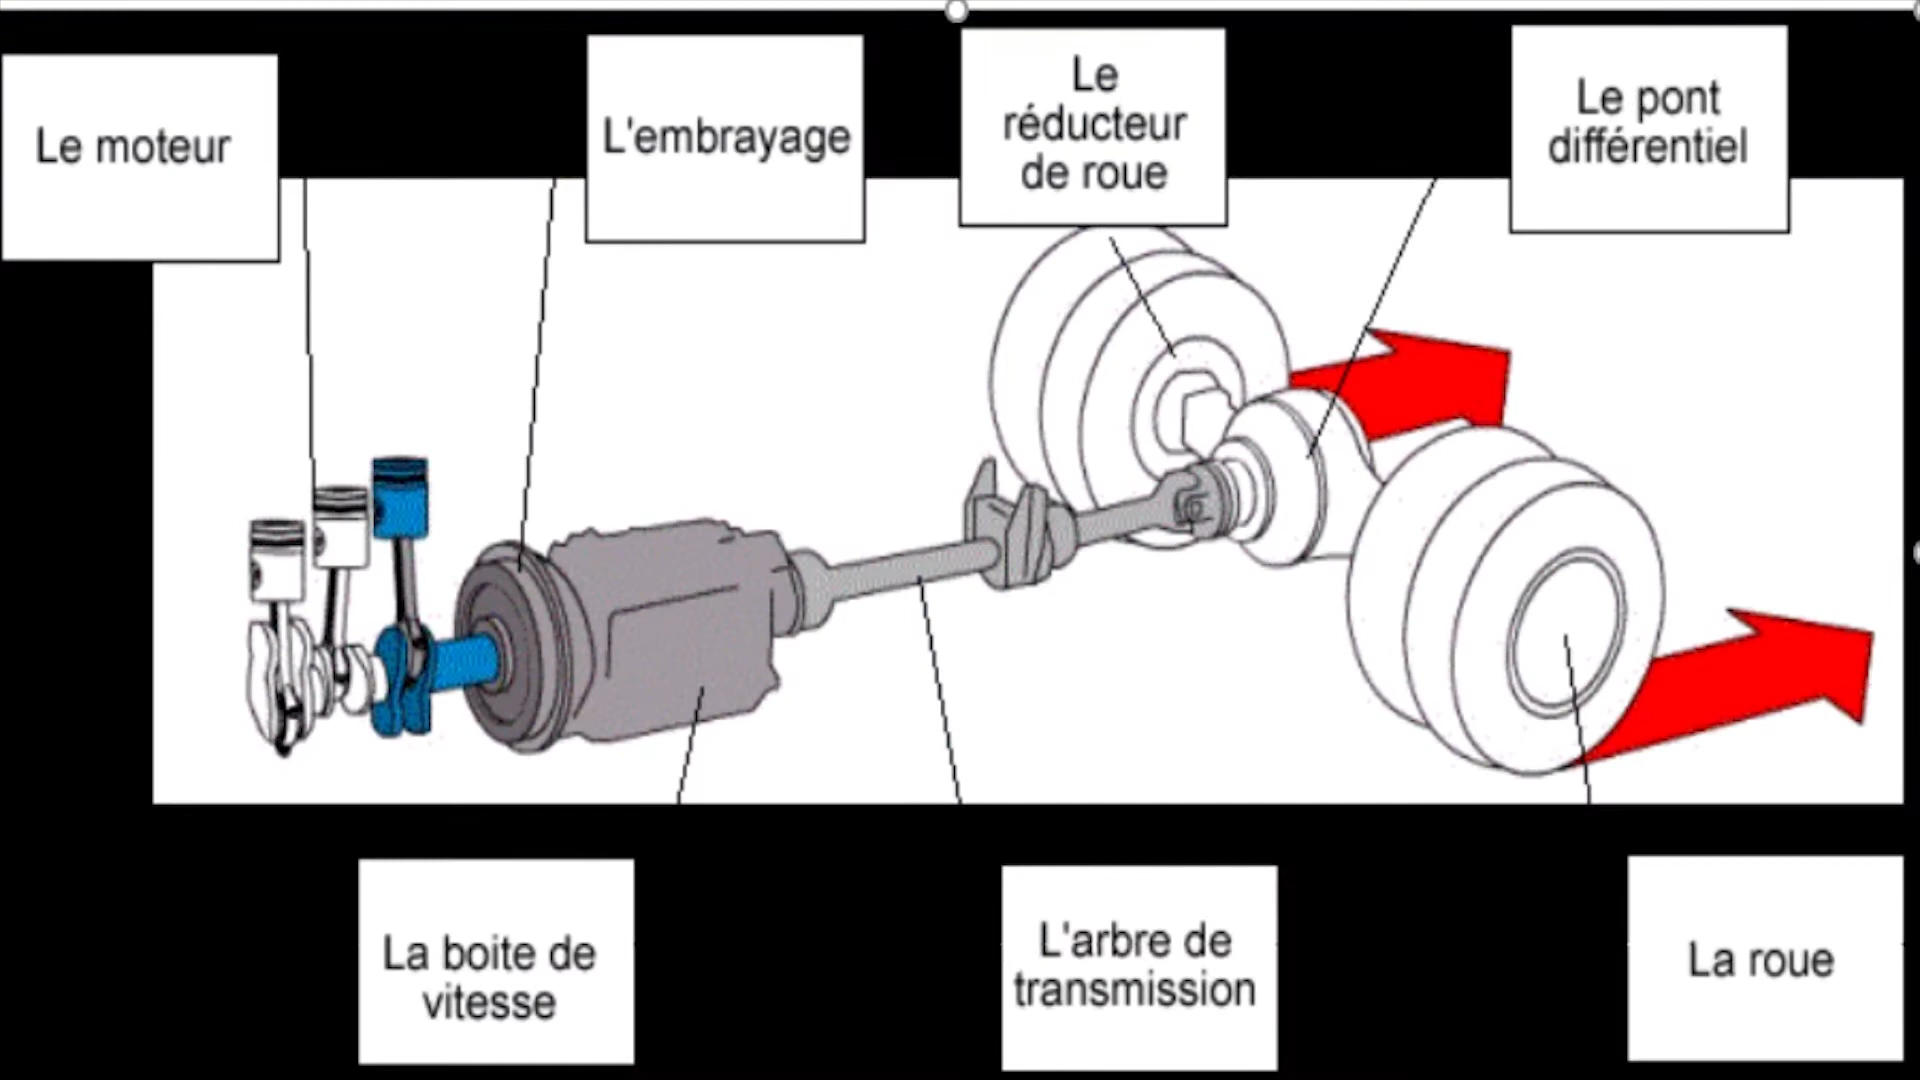 Le moteur
L'embrayage
Le
réducteur
de roue
Le pont
différentiel
La boite de
vitesse
L'arbre de
transmission
La roue